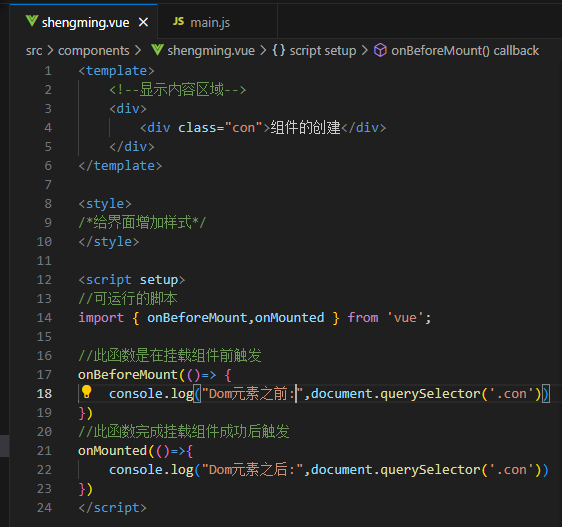 shengming.vue
JS main.js
src > components > shengming.vue > {} script setup > onBeforeMount() callback
1 <template>
2     <!--显示内容区域-->
3     <div>
4         <div class="con">组件的创建</div>
5     </div>
6 </template>
7
8 <style>
9 /*给界面增加样式*/
10 </style>
11
12 <script setup>
13 //可运行的脚本
14 import { onBeforeMount,onMounted } from 'vue';
15
16 //此函数是在挂载组件前触发
17 onBeforeMount(()=> {
18     console.log("Dom元素之前:",document.querySelector('.con'))
19 })
20 //此函数完成挂载组件成功后触发
21 onMounted(()=>{
22     console.log("Dom元素之后:",document.querySelector('.con'))
23 })
24 </script>